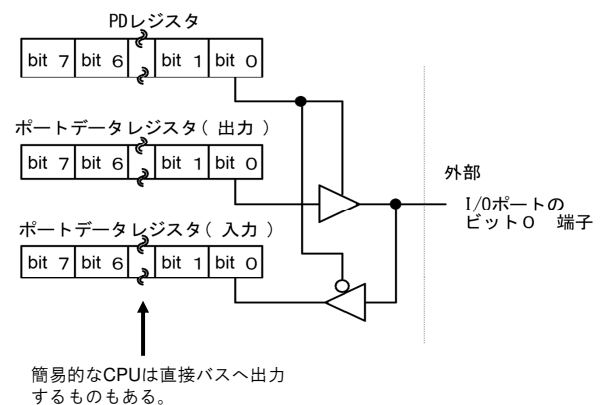 PDレジスタ
bit 7 bit 6 bit 1 bit 0
ポートデータレジスタ( 出力 )
bit 7 bit 6 bit 1 bit 0
外部
I/Oポートの
ビット0 端子
ポートデータレジスタ( 入力 )
bit 7 bit 6 bit 1 bit 0
簡易的なCPUは直接バスへ出力
するものもある。